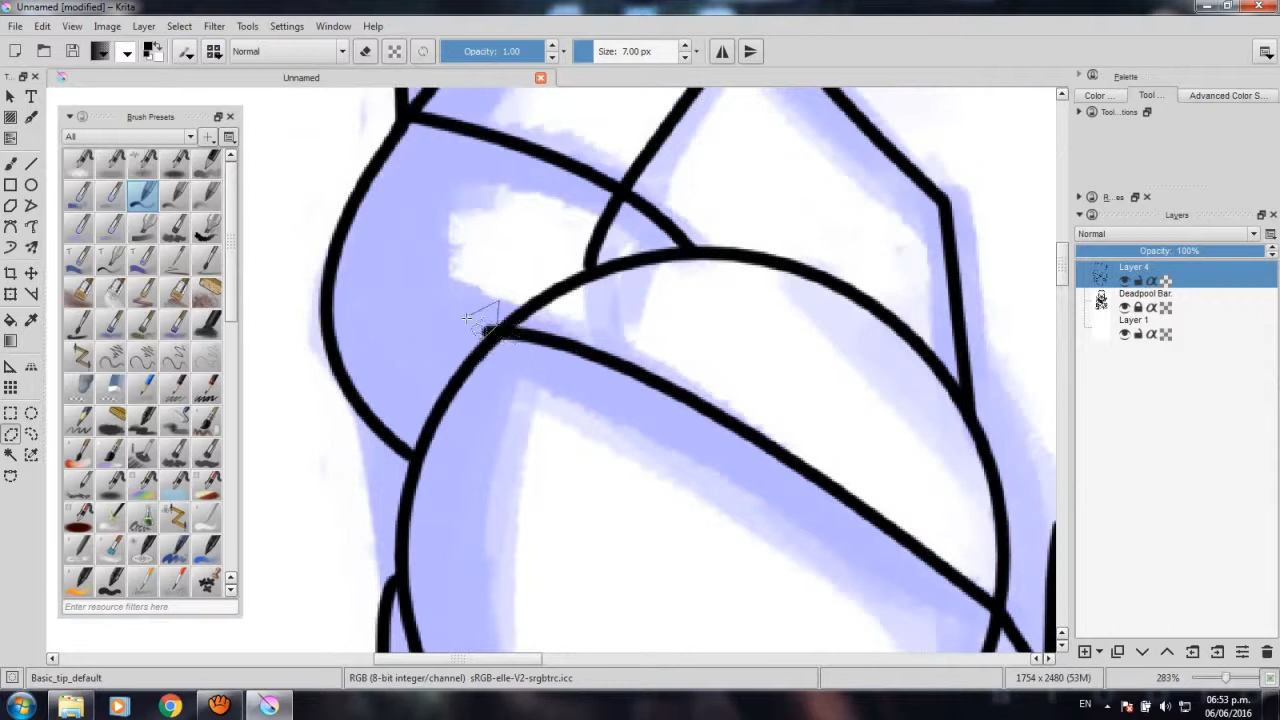 Unnamed [modified] – Krita
File Edit View Image Layer Select Filter Tools Settings Window Help
Normal Opacity: 1.00 Size: 7.00 px
T... Unnamed Palette
Color ... Tool ... Advanced Color S...
Brush Presets Tool...tions
All
R...es
Layers
Normal
Opacity: 100%
Layer 4
Deadpool Bar.
Layer 1
Enter resource filters here
Basic_tip_default RGB (8-bit integer/channel) sRGB-elle-V2-srgbtrc.icc 1754 x 2480 (53M) 283%
EN 06:53 p.m.
06/06/2016